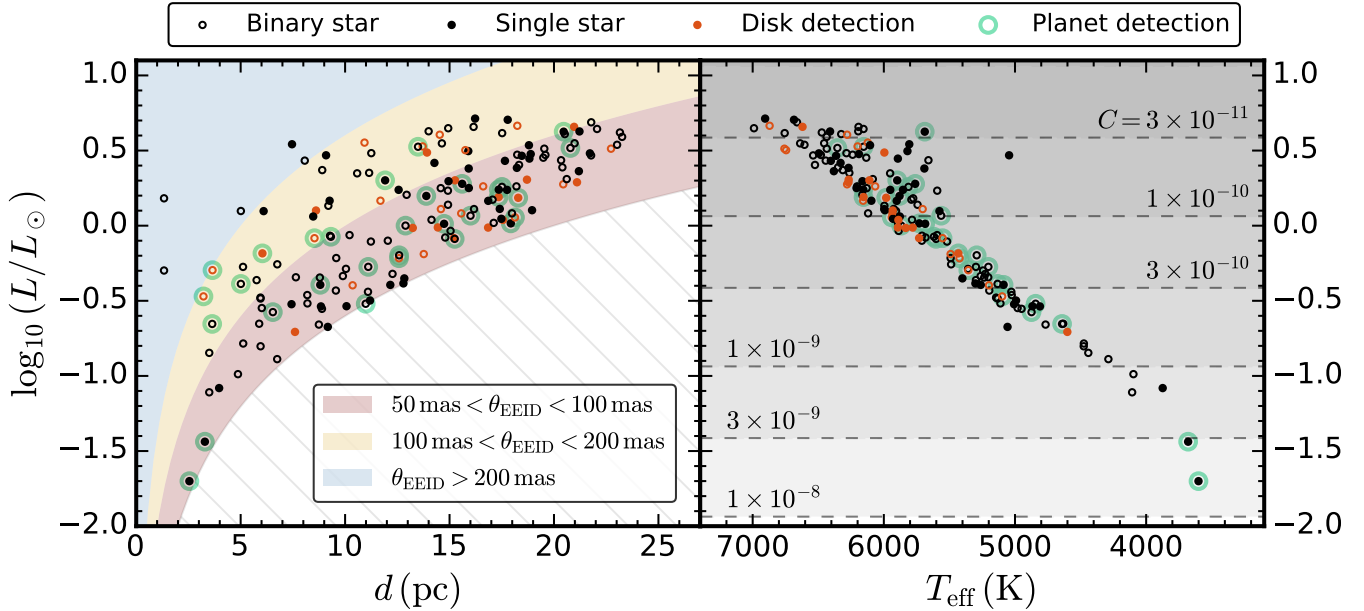 Binary star Single star Disk detection Planet detection
1.0 1.0
0.5 0.5
0.0 0.0
−0.5 −0.5
−1.0 −1.0
−1.5 −1.5
−2.0 −2.0
log₁₀ (L/L☉)
C = 3 × 10⁻¹¹
1 × 10⁻¹⁰
3 × 10⁻¹⁰
1 × 10⁻⁹
3 × 10⁻⁹
1 × 10⁻⁸
50 mas < θ_EEID < 100 mas
100 mas < θ_EEID < 200 mas
θ_EEID > 200 mas
0 5 10 15 20 25 7000 6000 5000 4000
d (pc) T_eff (K)